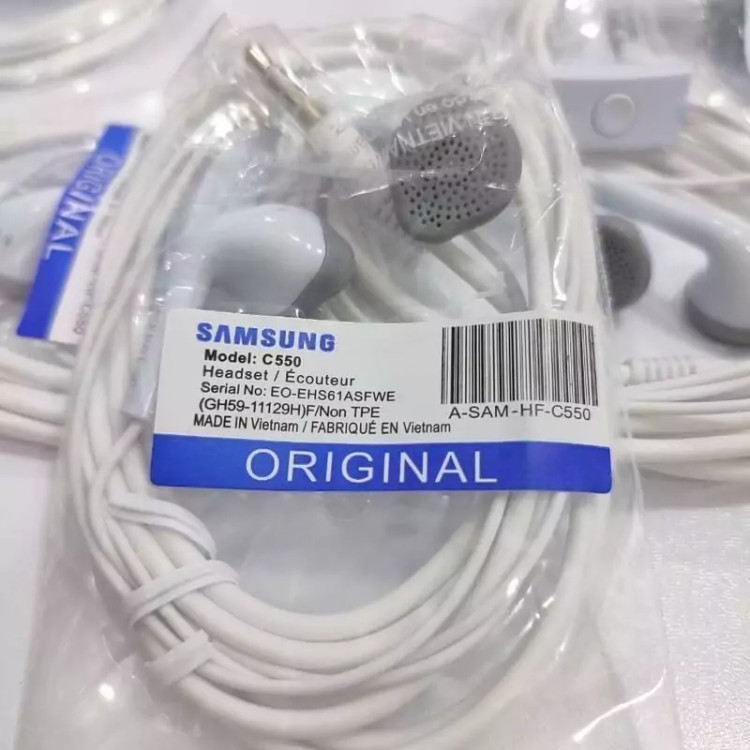 SAMSUNG
Model: C550
Headset / Écouteur
Serial No: EO-EHS61ASFWE
(GH59-11129H)F/Non TPE
MADE IN Vietnam / FABRIQUÉ EN Vietnam
A-SAM-HF-C550
ORIGINAL
ORIGINAL